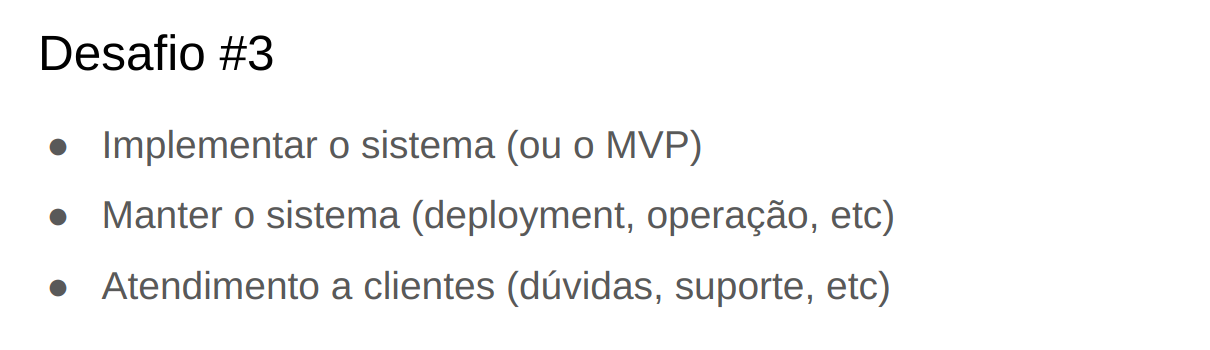 Desafio #3
● Implementar o sistema (ou o MVP)
● Manter o sistema (deployment, operação, etc)
● Atendimento a clientes (dúvidas, suporte, etc)